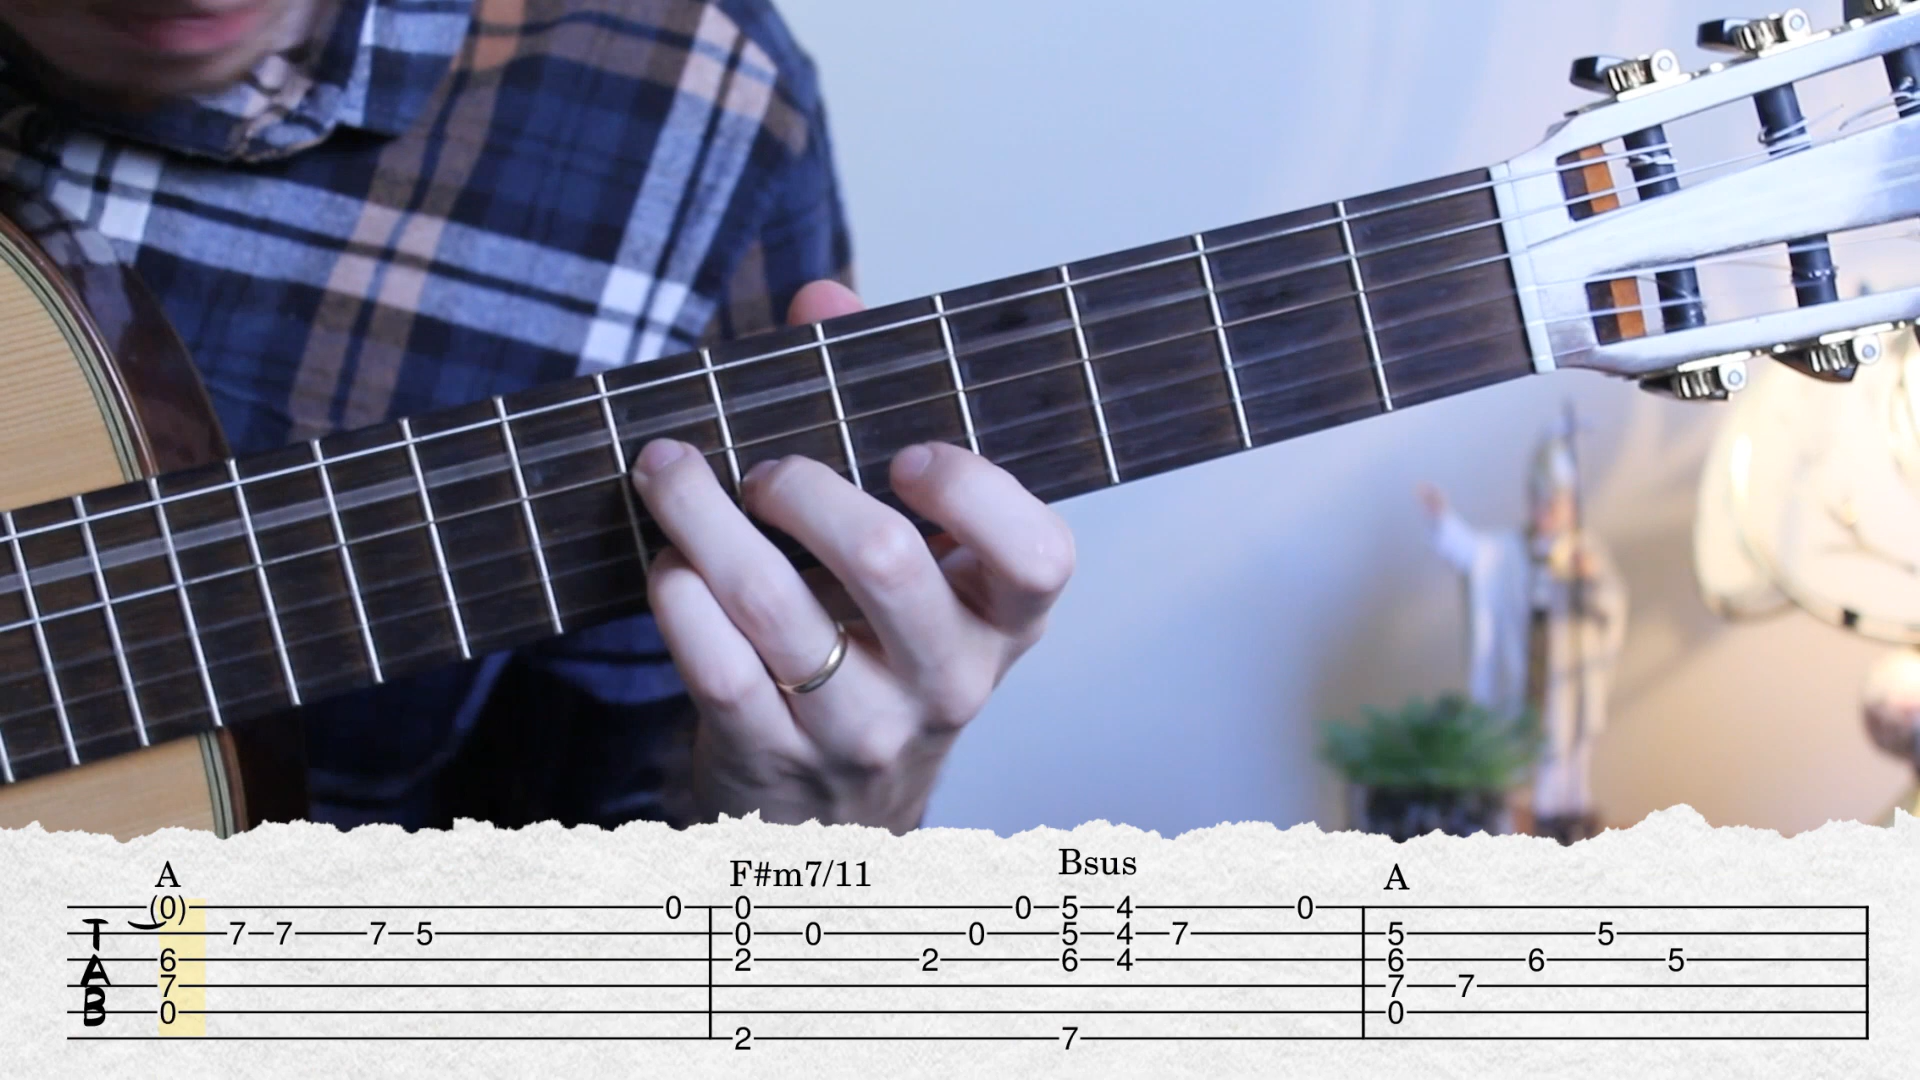 A F#m7/11 Bsus A
(0) 0 0 0 5 4 0
T 7 7 7 5 0 0 0 5 4 7 5 5
A 6 2 2 6 4 6 6 5
7 7 7
B 0 0
2 7